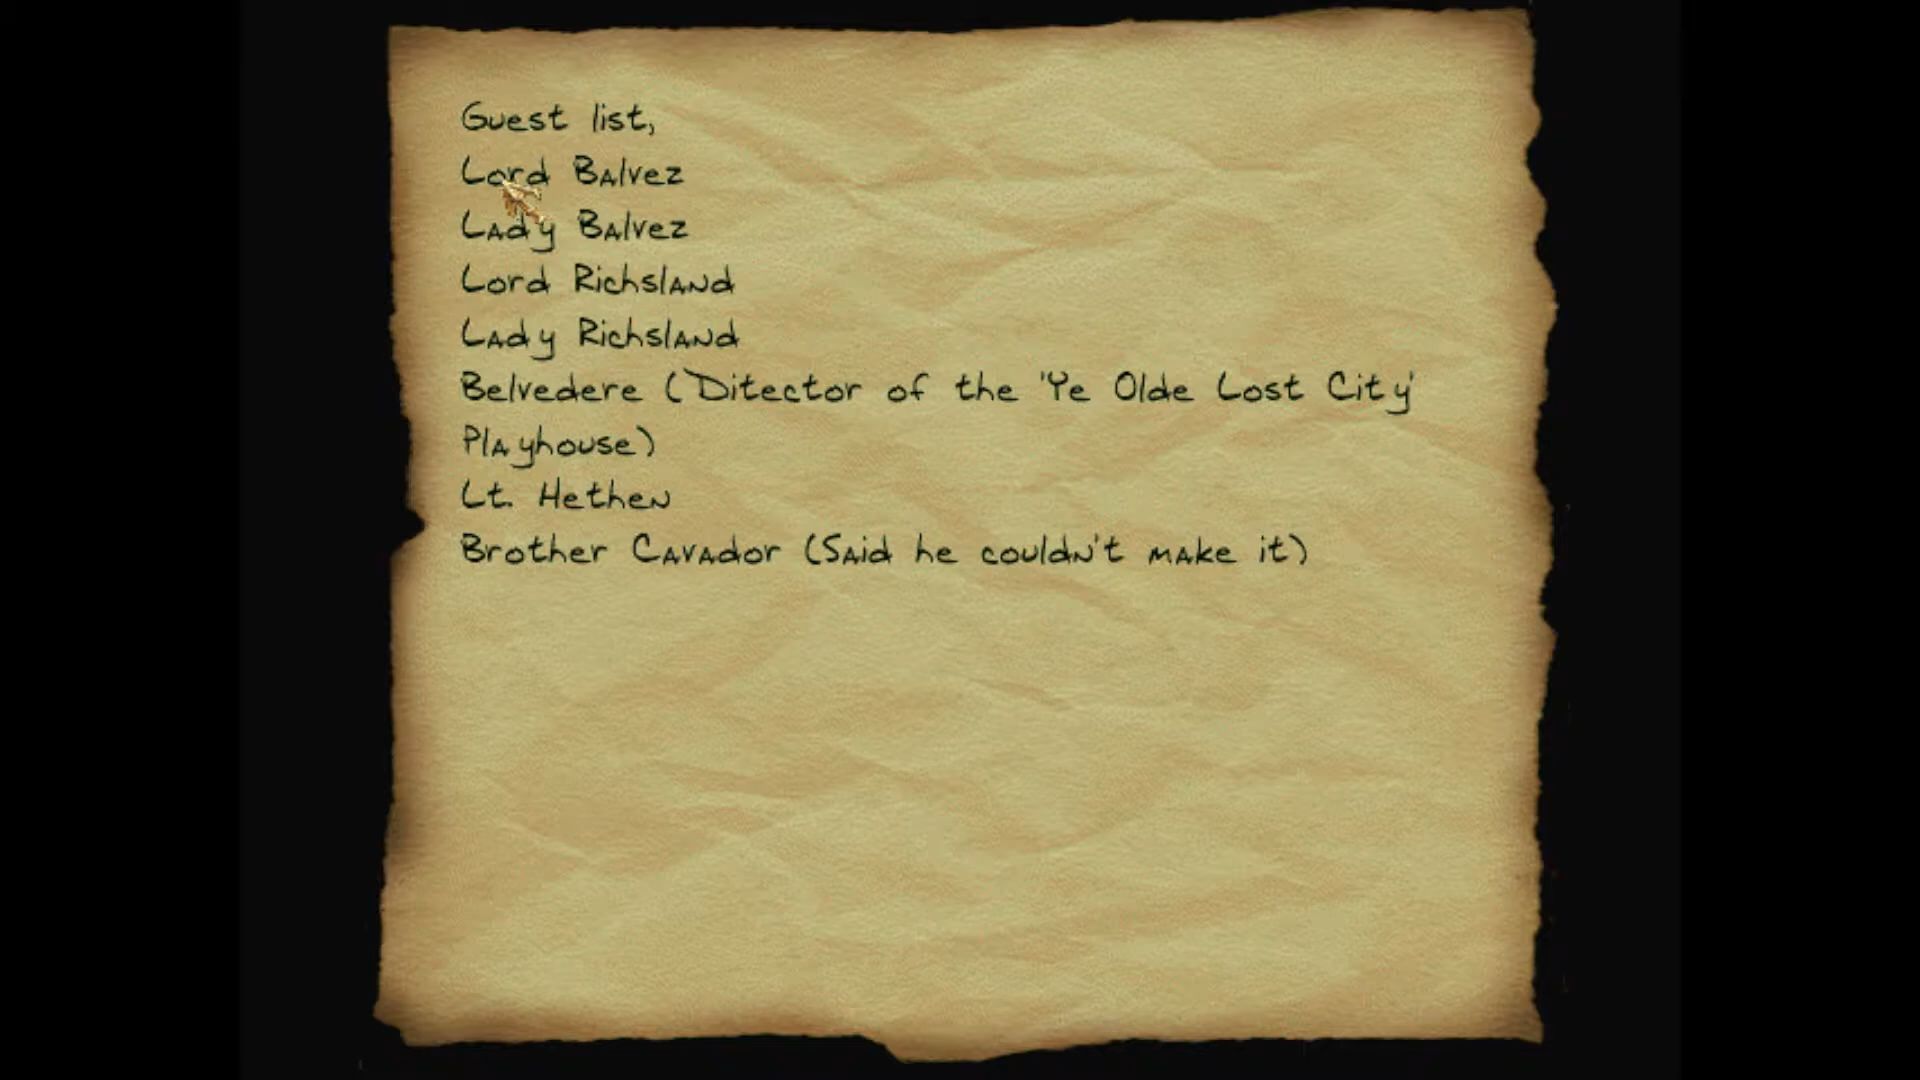 Guest list,
Lord Balvez
Lady Balvez
Lord Richsland
Lady Richsland
Belvedere (Ditector of the 'Ye Olde Lost City'
Playhouse)
Lt. Hethen
Brother Cavador (Said he couldn't make it)